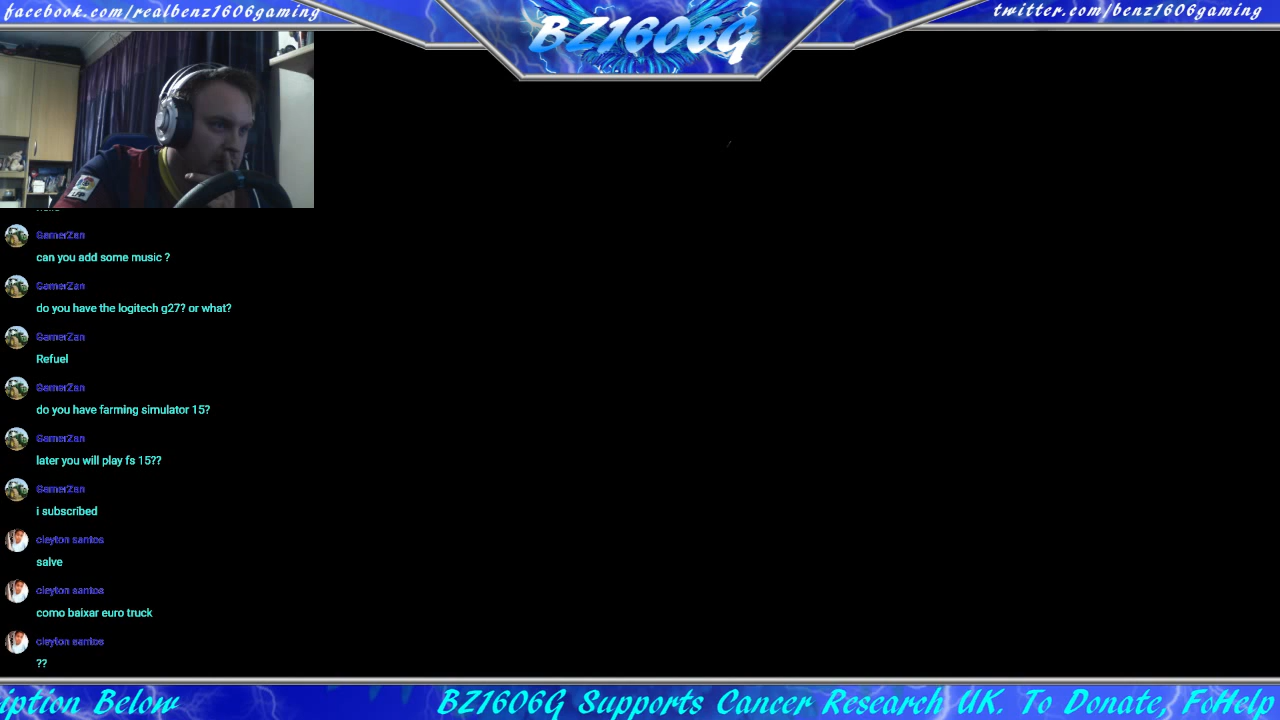 facebook.com/realbenz1606gaming
BZ1606G
twitter.com/benz1606gaming
GamerZan
can you add some music ?
GamerZan
do you have the logitech g27? or what?
GamerZan
Refuel
GamerZan
do you have farming simulator 15?
GamerZan
later you will play fs 15??
GamerZan
i subscribed
cleyton santos
salve
cleyton santos
como baixar euro truck
cleyton santos
??
iption Below BZ1606G Supports Cancer Research UK. To Donate, FoHelp